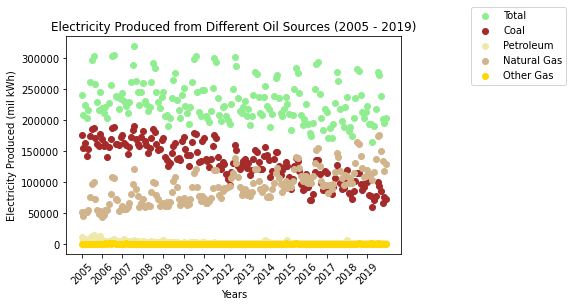 Electricity Produced from Different Oil Sources (2005 - 2019)
Total
Coal
Petroleum
Natural Gas
Other Gas
Electricity Produced (mil kWh)
300000
250000
200000
150000
100000
50000
0
2005 2006 2007 2008 2009 2010 2011 2012 2013 2014 2015 2016 2017 2018 2019
Years